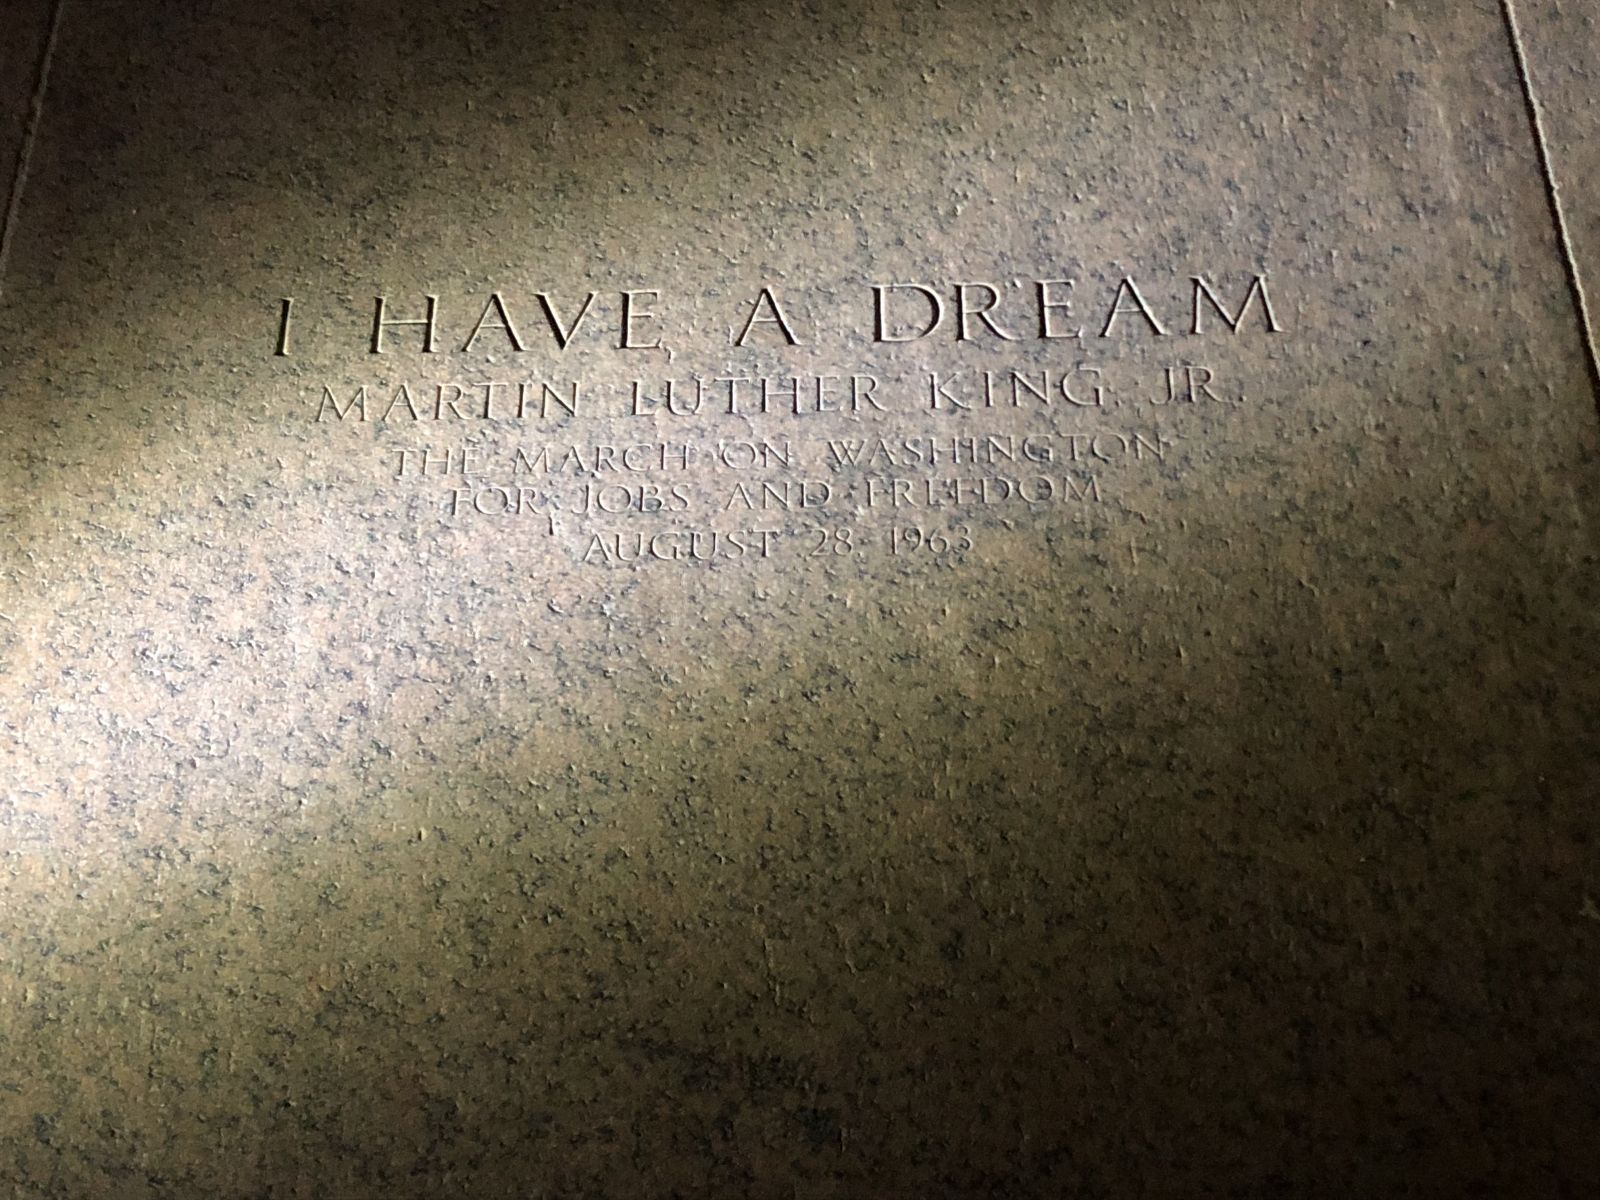 I HAVE A DREAM
MARTIN LUTHER KING JR.
THE MARCH ON WASHINGTON
FOR JOBS AND FREEDOM
AUGUST 28, 1963